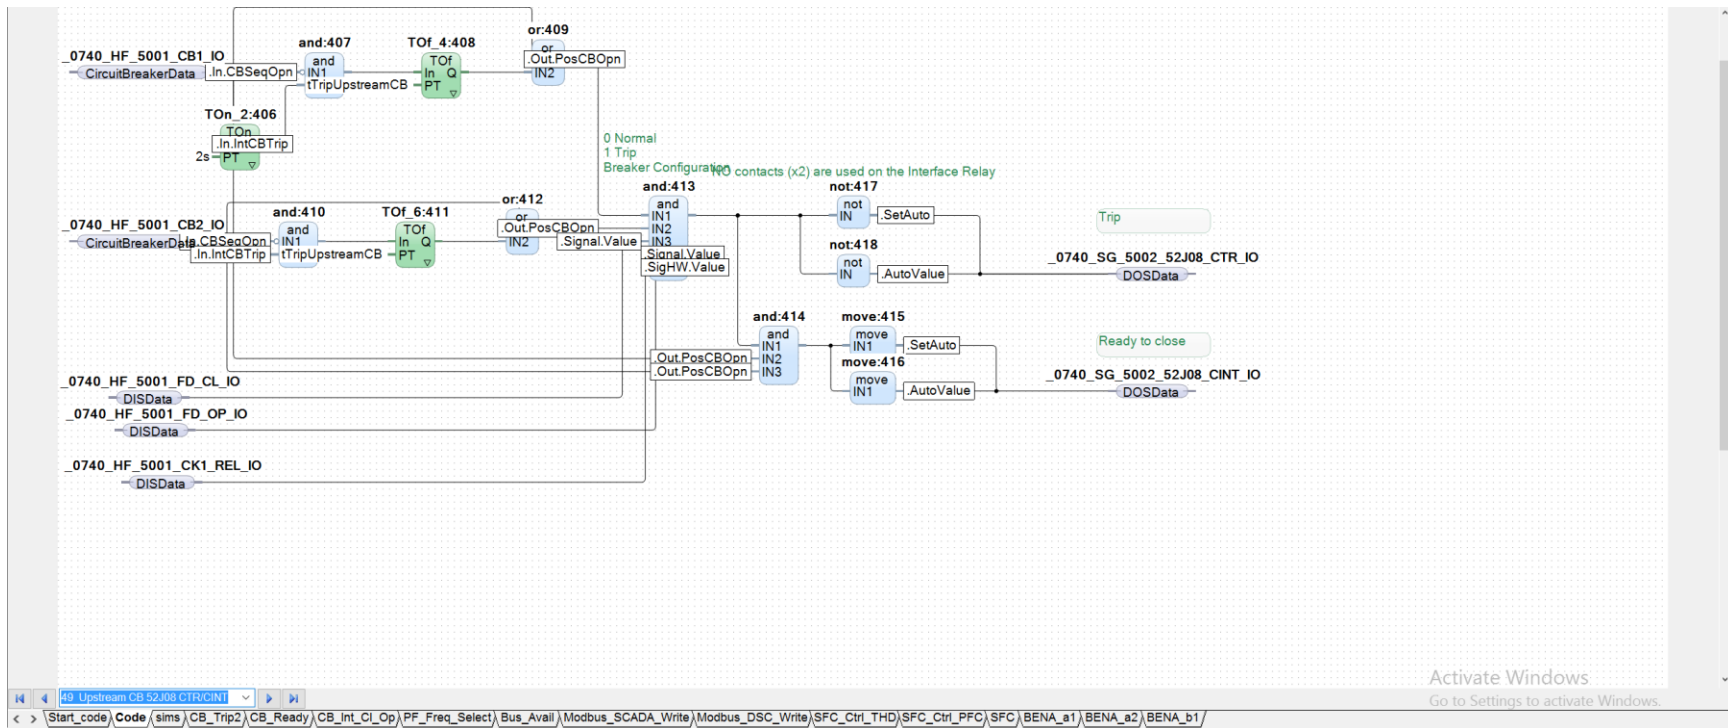 or:409
and:407
TOf_4:408
_0740_HF_5001_CB1_IO
and
TOf
or
.Out.PosCBOpn
CircuitBreakerData
.In.CBSeqOpn
IN1
In Q
IN2
tTripUpstreamCB
PT
TOn_2:406
TOn
.In.IntCBTrip
2s
PT
0 Normal
1 Trip
Breaker Configuration
NO contacts (x2) are used on the Interface Relay
and:413
not:417
or:412
and:410
TOf_6:411
_0740_HF_5001_CB2_IO
and
not
IN1
IN
.SetAuto
Trip
and
TOf
or
.Out.PosCBOpn
IN2
CircuitBreakerData
.In.CBSeqOpn
IN1
In Q
IN2
.Signal.Value
IN3
not:418
.In.IntCBTrip
tTripUpstreamCB
PT
.Signal.Value
.SigHW.Value
not
IN
.AutoValue
_0740_SG_5002_52J08_CTR_IO
DOSData
and:414
move:415
and
move
IN1
IN1
.SetAuto
Ready to close
.Out.PosCBOpn
IN2
move:416
.Out.PosCBOpn
IN3
move
IN1
.AutoValue
_0740_SG_5002_52J08_CINT_IO
DOSData
_0740_HF_5001_FD_CL_IO
DISData
_0740_HF_5001_FD_OP_IO
DISData
_0740_HF_5001_CK1_REL_IO
DISData
Activate Windows
Go to Settings to activate Windows.
49 Upstream CB 52J08 CTR/CINT
Start_code Code sims CB_Trip2 CB_Ready CB_Int_Cl_Op PF_Freq_Select Bus_Avail Modbus_SCADA_Write Modbus_DSC_Write SFC_Ctrl_THD SFC_Ctrl_PFC SFC BENA_a1 BENA_a2 BENA_b1